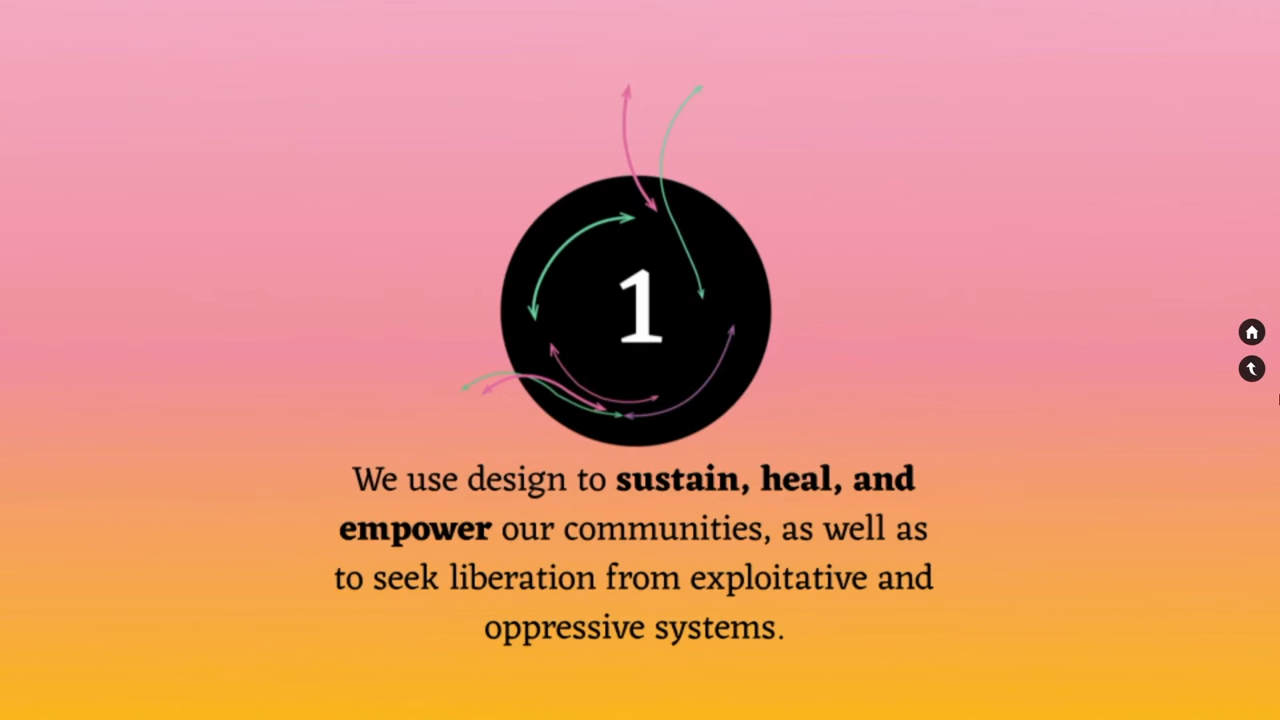 1
We use design to sustain, heal, and
empower our communities, as well as
to seek liberation from exploitative and
oppressive systems.